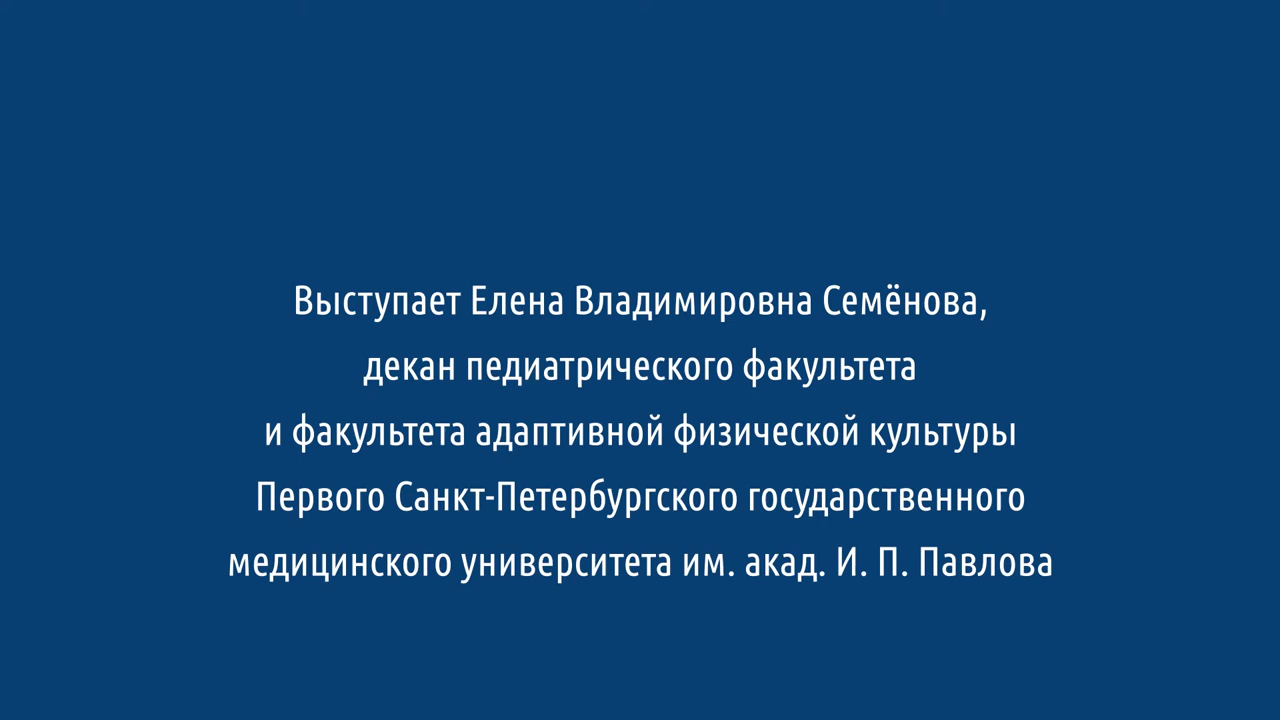 Выступает Елена Владимировна Семёнова,
декан педиатрического факультета
и факультета адаптивной физической культуры
Первого Санкт-Петербургского государственного
медицинского университета им. акад. И. П. Павлова